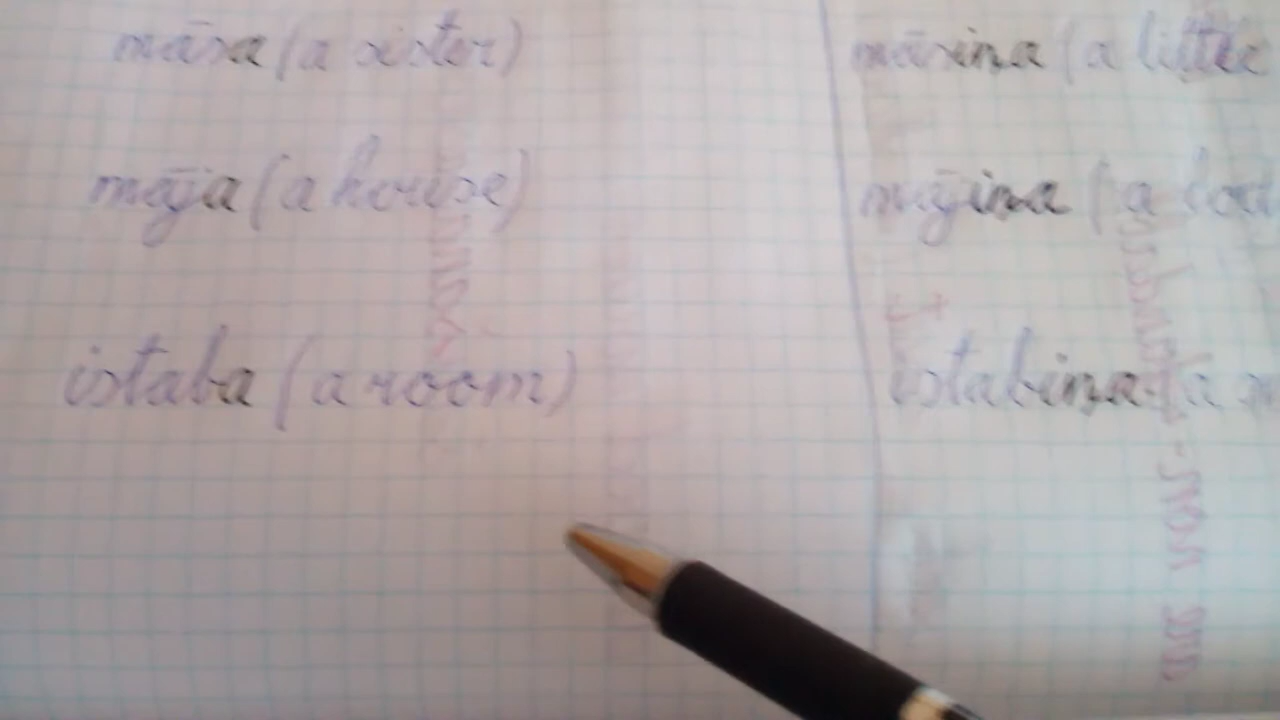 māsa (a sister) māsiņa (a little
māja (a house) mājiņa (a
istaba (a room) istabiņa (a